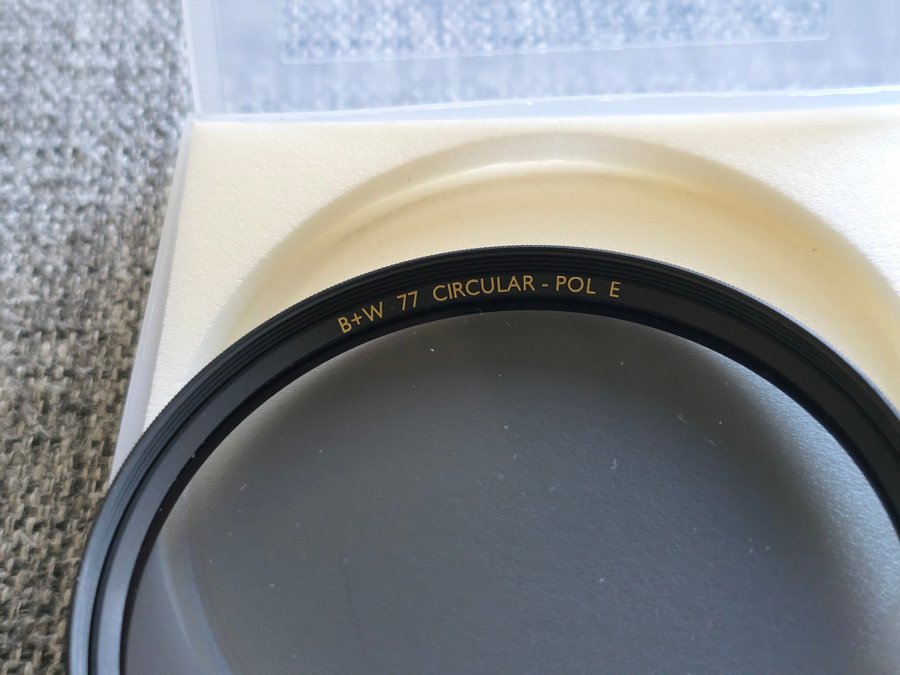 B+W 77 CIRCULAR - POL E